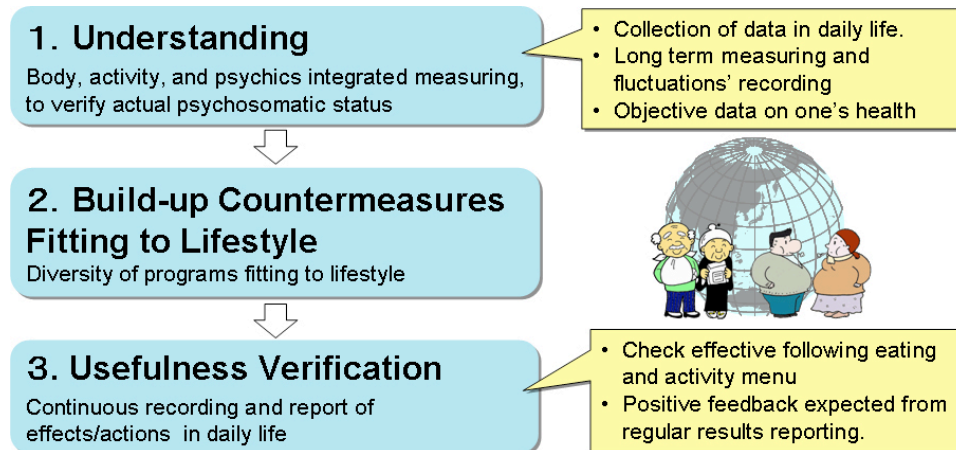 1. Understanding
Body, activity, and psychics integrated measuring,
to verify actual psychosomatic status
• Collection of data in daily life.
• Long term measuring and
fluctuations’ recording
• Objective data on one’s health
2. Build-up Countermeasures
Fitting to Lifestyle
Diversity of programs fitting to lifestyle
3. Usefulness Verification
Continuous recording and report of
effects/actions in daily life
• Check effective following eating
and activity menu
• Positive feedback expected from
regular results reporting.